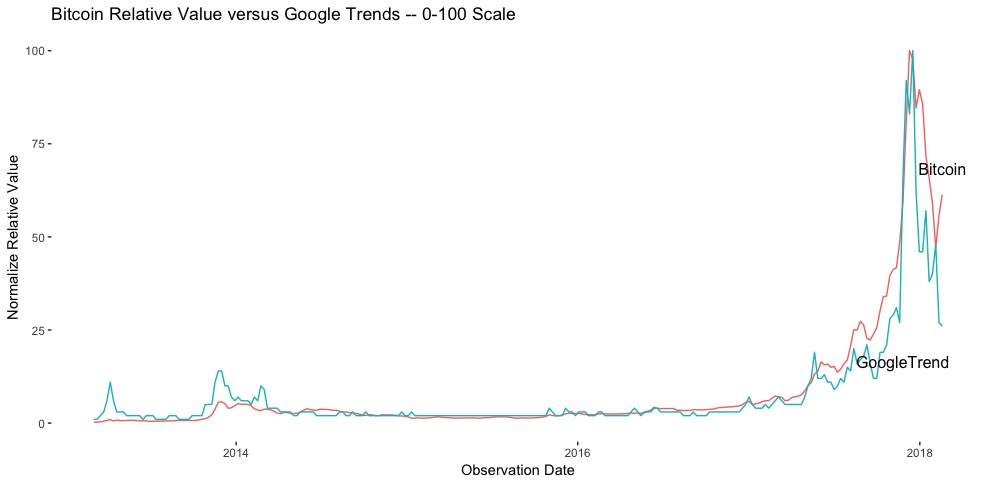 Bitcoin Relative Value versus Google Trends -- 0-100 Scale
100
75
50
25
0
Normalize Relative Value
Bitcoin
GoogleTrend
2014
2016
2018
Observation Date